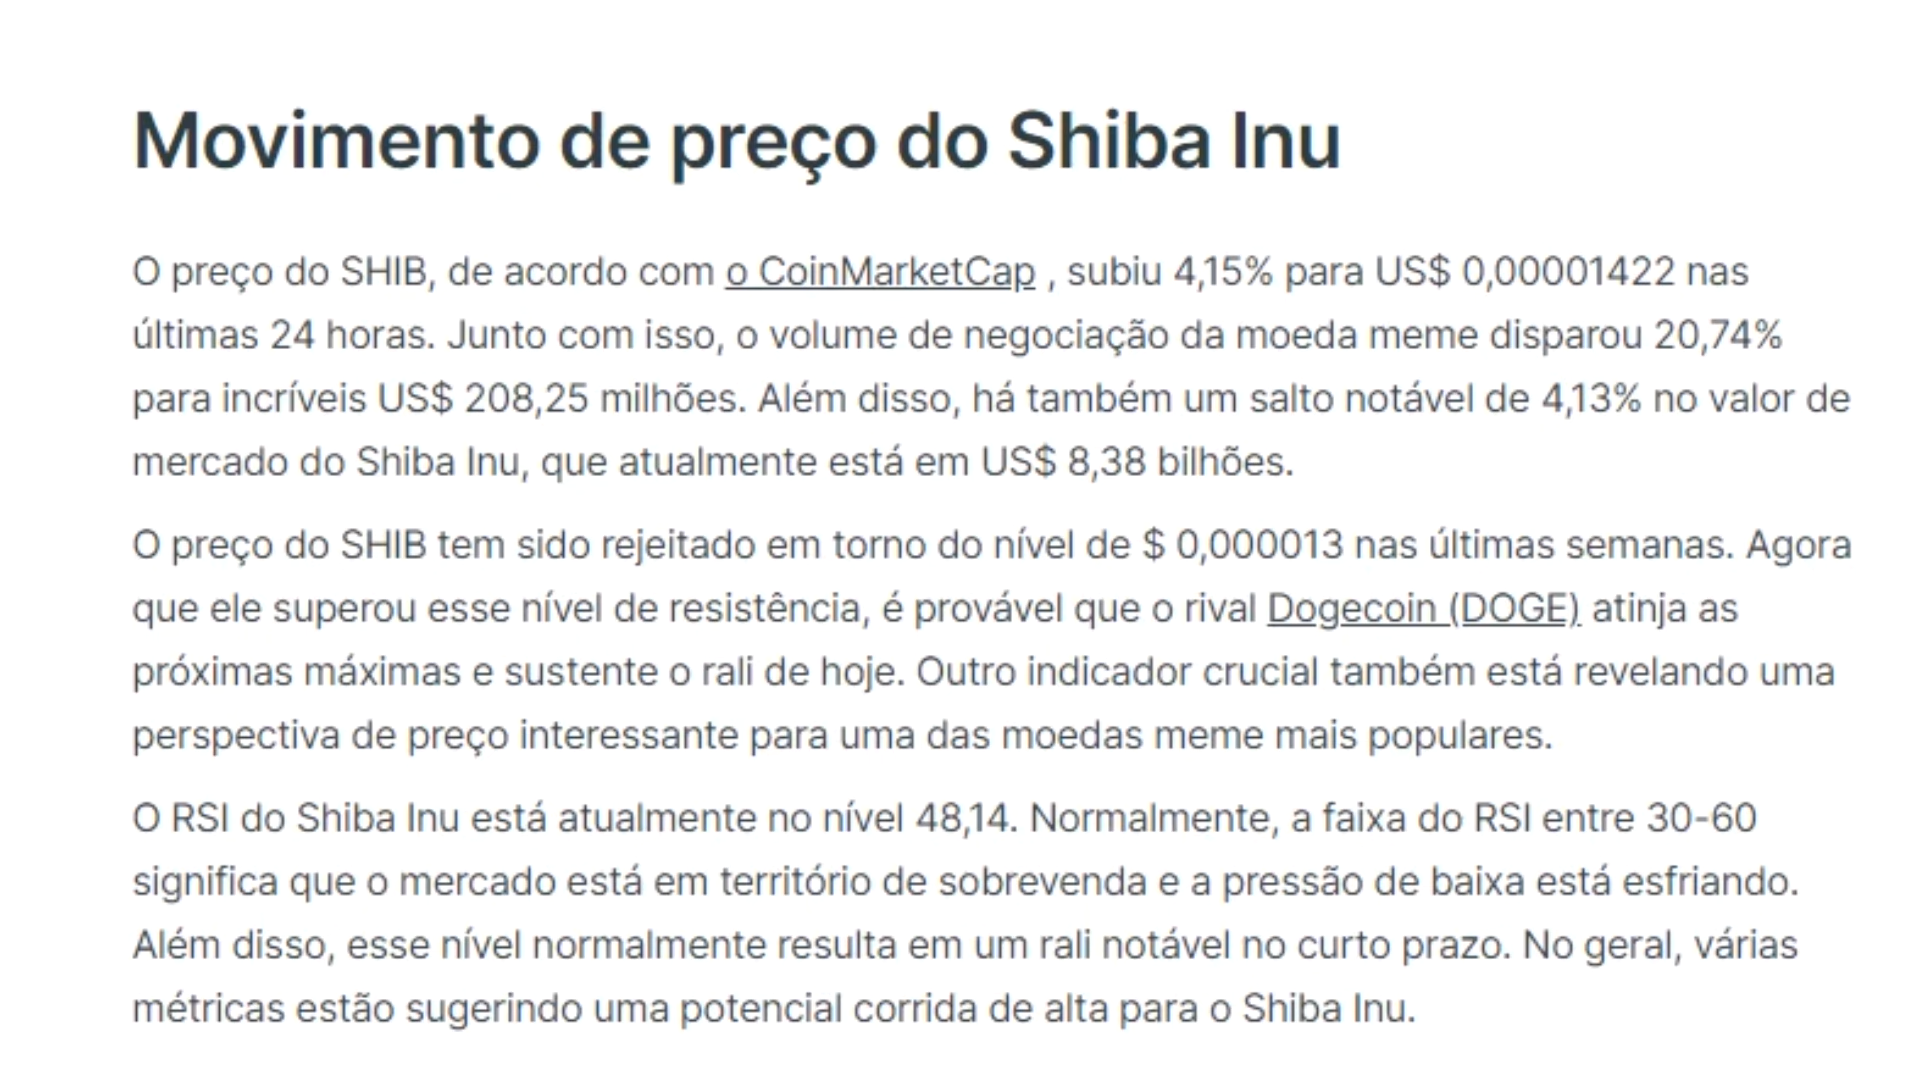 Movimento de preço do Shiba Inu
O preço do SHIB, de acordo com o CoinMarketCap , subiu 4,15% para US$ 0,00001422 nas
últimas 24 horas. Junto com isso, o volume de negociação da moeda meme disparou 20,74%
para incríveis US$ 208,25 milhões. Além disso, há também um salto notável de 4,13% no valor de
mercado do Shiba Inu, que atualmente está em US$ 8,38 bilhões.
O preço do SHIB tem sido rejeitado em torno do nível de $ 0,000013 nas últimas semanas. Agora
que ele superou esse nível de resistência, é provável que o rival Dogecoin (DOGE) atinja as
próximas máximas e sustente o rali de hoje. Outro indicador crucial também está revelando uma
perspectiva de preço interessante para uma das moedas meme mais populares.
O RSI do Shiba Inu está atualmente no nível 48,14. Normalmente, a faixa do RSI entre 30-60
significa que o mercado está em território de sobrevenda e a pressão de baixa está esfriando.
Além disso, esse nível normalmente resulta em um rali notável no curto prazo. No geral, várias
métricas estão sugerindo uma potencial corrida de alta para o Shiba Inu.